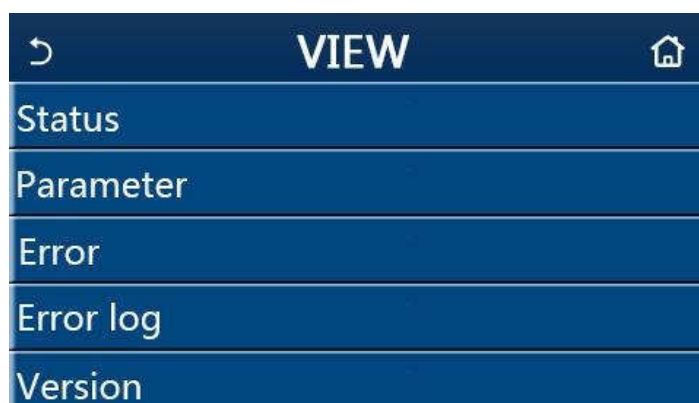 VIEW
Status
Parameter
Error
Error log
Version